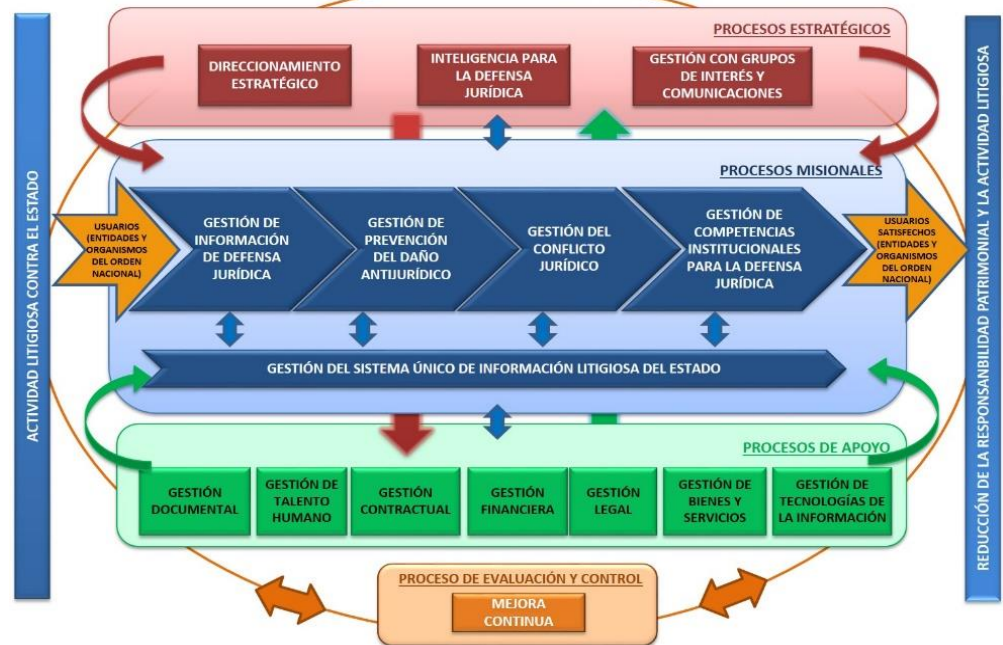 ACTIVIDAD LITIGIOSA CONTRA EL ESTADO
PROCESOS ESTRATÉGICOS
DIRECCIONAMIENTO
ESTRATÉGICO
INTELIGENCIA PARA
LA DEFENSA
JURÍDICA
GESTIÓN CON GRUPOS
DE INTERÉS Y
COMUNICACIONES
PROCESOS MISIONALES
USUARIOS
(ENTIDADES Y
ORGANISMOS
DEL ORDEN
NACIONAL)
GESTIÓN DE
INFORMACIÓN
DE DEFENSA
JURÍDICA
GESTIÓN DE
PREVENCIÓN
DEL DAÑO
ANTIJURÍDICO
GESTIÓN DEL
CONFLICTO
JURÍDICO
GESTIÓN DE
COMPETENCIAS
INSTITUCIONALES
PARA LA DEFENSA
JURÍDICA
USUARIOS
SATISFECHOS
(ENTIDADES Y
ORGANISMOS
DEL ORDEN
NACIONAL)
GESTIÓN DEL SISTEMA ÚNICO DE INFORMACIÓN LITIGIOSA DEL ESTADO
PROCESOS DE APOYO
GESTIÓN
DOCUMENTAL
GESTIÓN DE
TALENTO
HUMANO
GESTIÓN
CONTRACTUAL
GESTIÓN
FINANCIERA
GESTIÓN
LEGAL
GESTIÓN DE
BIENES Y
SERVICIOS
GESTIÓN DE
TECNOLOGÍAS DE
LA INFORMACIÓN
PROCESO DE EVALUACIÓN Y CONTROL
MEJORA
CONTINUA
REDUCCIÓN DE LA RESPONSANBILIDAD PATRIMONIAL Y LA ACTIVIDAD LITIGIOSA